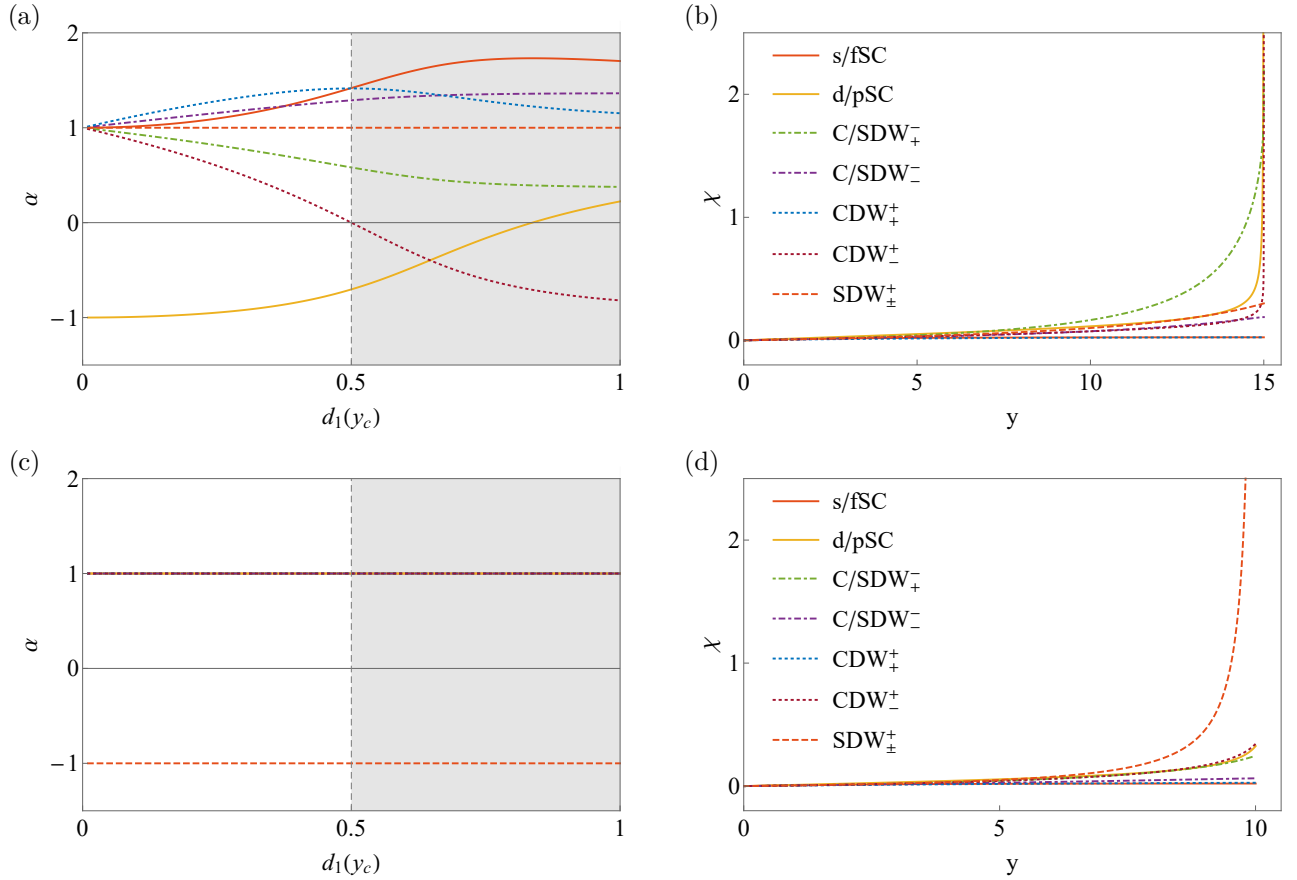 (a)
2
1
0
−1
α
0
0.5
1
d₁(y_c)
(b)
2
1
0
χ
s/fSC
d/pSC
C/SDW₊⁻
C/SDW₋⁻
CDW₊⁺
CDW₋⁺
SDW±⁺
0
5
10
15
y
(c)
2
1
0
−1
α
0
0.5
1
d₁(y_c)
(d)
2
1
0
χ
s/fSC
d/pSC
C/SDW₊⁻
C/SDW₋⁻
CDW₊⁺
CDW₋⁺
SDW±⁺
0
5
10
y